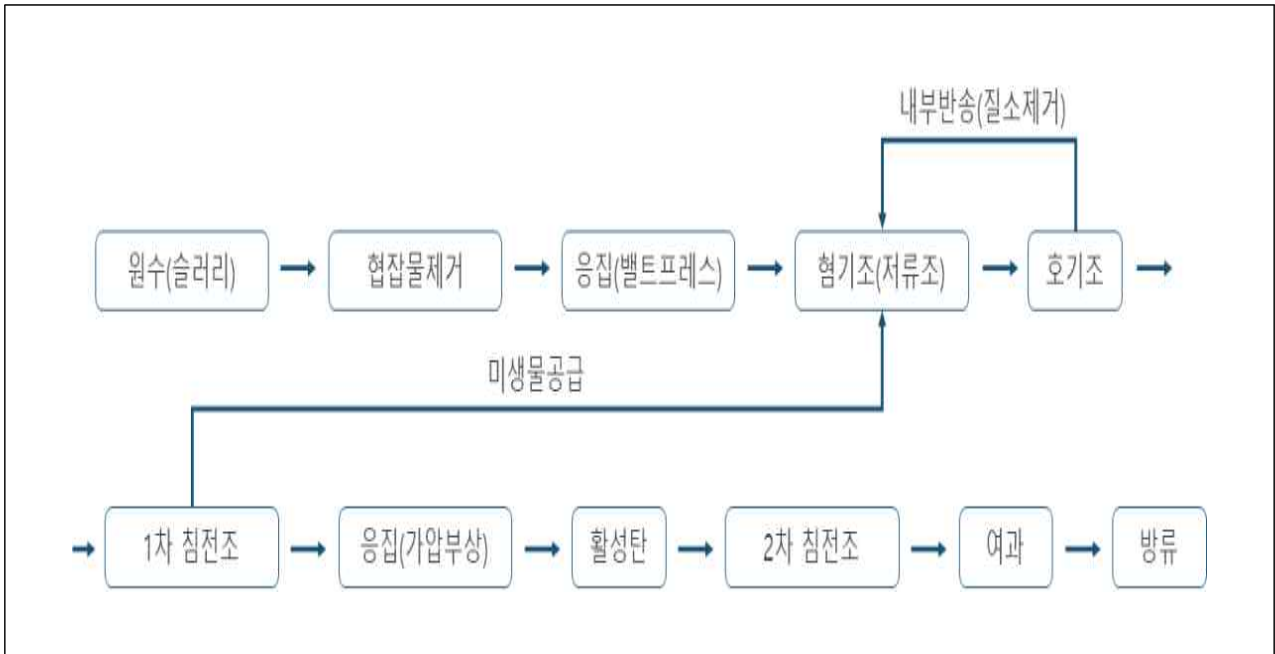 내부반송(질소제거)
원수(슬러리)
협잡물제거
응집(밸트프레스)
혐기조(저류조)
호기조
미생물공급
1차 침전조
응집(가압부상)
활성탄
2차 침전조
여과
방류